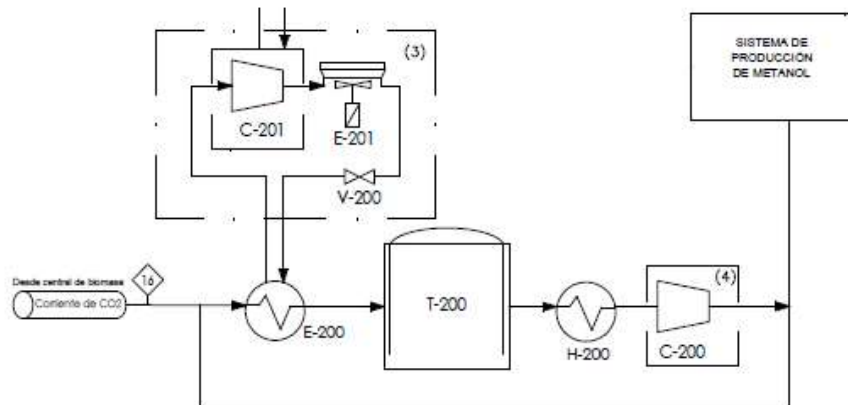 (3)
SISTEMA DE
PRODUCCIÓN
DE METANOL
C-201
E-201
V-200
Desde central de biomasa
16
Corriente de CO2
(4)
T-200
E-200
H-200
C-200